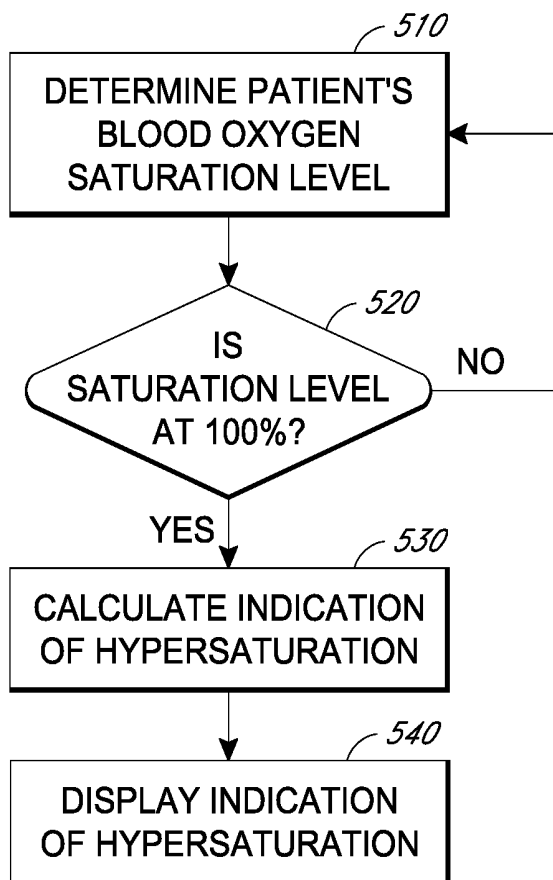 510
DETERMINE PATIENT'S
BLOOD OXYGEN
SATURATION LEVEL
520
IS
SATURATION LEVEL
AT 100%?
NO
YES
530
CALCULATE INDICATION
OF HYPERSATURATION
540
DISPLAY INDICATION
OF HYPERSATURATION